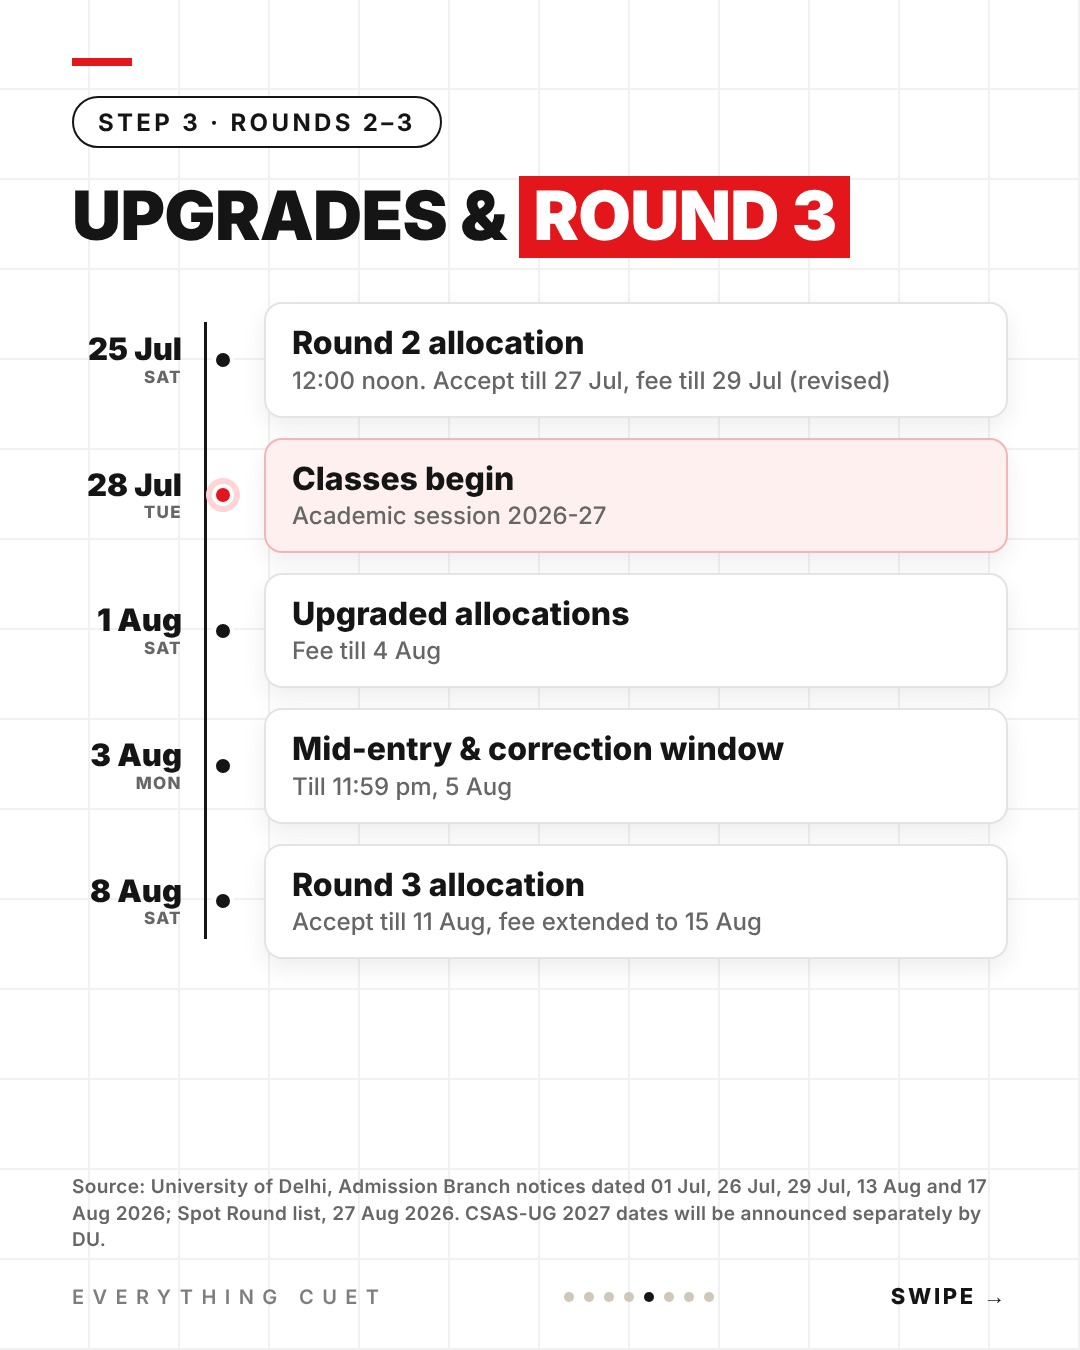 STEP 3 · ROUNDS 2–3
UPGRADES & ROUND 3
25 Jul
SAT
Round 2 allocation
12:00 noon. Accept till 27 Jul, fee till 29 Jul (revised)
28 Jul
TUE
Classes begin
Academic session 2026-27
1 Aug
SAT
Upgraded allocations
Fee till 4 Aug
3 Aug
MON
Mid-entry & correction window
Till 11:59 pm, 5 Aug
8 Aug
SAT
Round 3 allocation
Accept till 11 Aug, fee extended to 15 Aug
Source: University of Delhi, Admission Branch notices dated 01 Jul, 26 Jul, 29 Jul, 13 Aug and 17
Aug 2026; Spot Round list, 27 Aug 2026. CSAS-UG 2027 dates will be announced separately by
DU.
EVERYTHING CUET
SWIPE →